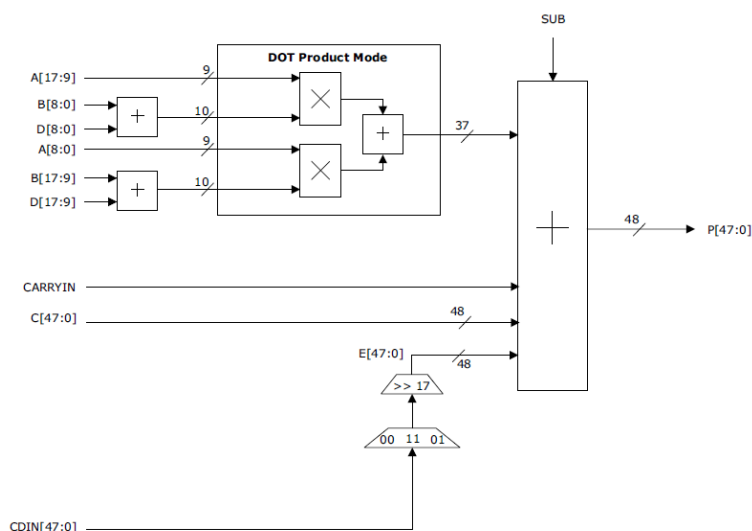 SUB
DOT Product Mode
A[17:9]
9
B[8:0]
10
D[8:0]
A[8:0]
9
37
B[17:9]
10
D[17:9]
48
P[47:0]
CARRYIN
C[47:0]
48
E[47:0]
48
>> 17
00 11 01
CDIN[47:0]